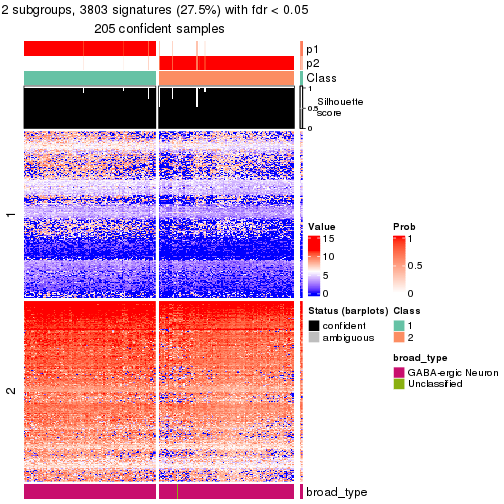 2 subgroups, 3803 signatures (27.5%) with fdr < 0.05
205 confident samples
p1
p2
Class
1
0.5
0
Silhouette
score
1
2
Value
15
10
5
0
Prob
1
0.5
0
Status (barplots)
confident
ambiguous
Class
1
2
broad_type
GABA-ergic Neuron
Unclassified
broad_type